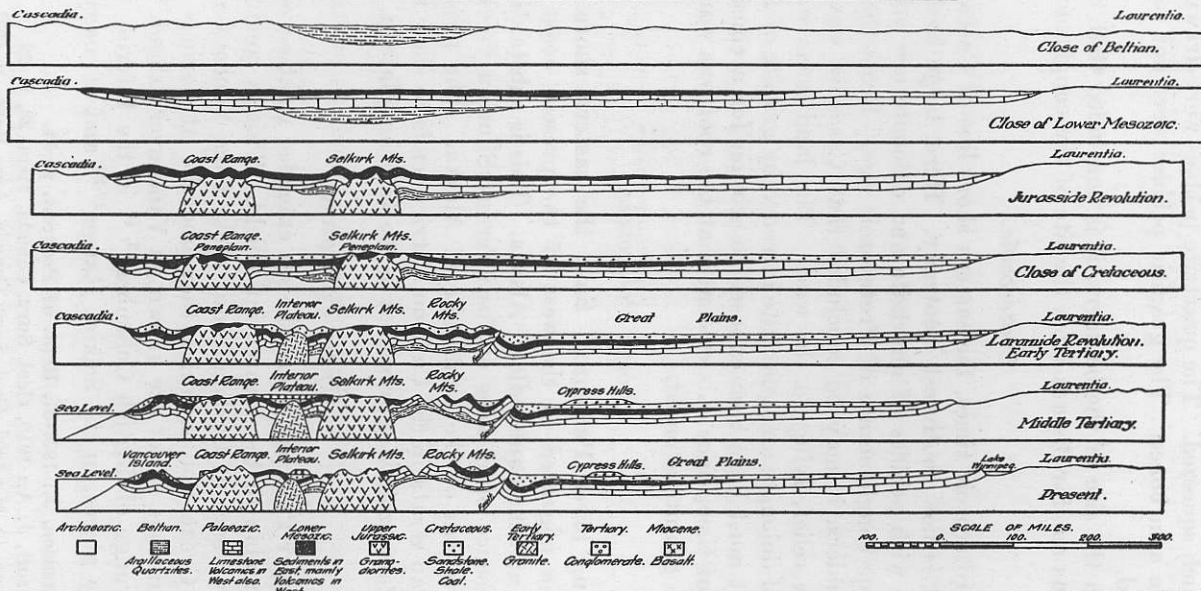 Cascadia. Laurentia.
Close of Beltian.
Cascadia. Laurentia.
Close of Lower Mesozoic.
Cascadia. Coast Range. Selkirk Mts. Laurentia.
Jurasside Revolution.
Cascadia. Coast Range. Selkirk Mts. Laurentia.
Peneplain. Peneplain.
Close of Cretaceous.
Cascadia. Coast Range. Interior Plateau. Selkirk Mts. Rocky Mts. Great Plains. Laurentia.
Laramide Revolution.
Early Tertiary.
Fault
Sea Level. Coast Range. Interior Plateau. Selkirk Mts. Rocky Mts. Cypress Hills. Laurentia.
Middle Tertiary.
Fault
Sea Level. Vancouver Island. Coast Range. Interior Plateau. Selkirk Mts. Rocky Mts. Cypress Hills. Great Plains. Lake Winnipeg. Laurentia.
Present.
Fault
Archaeozic. Beltian. Palaeozic. Lower Mesozic. Upper Jurassic. Cretaceous. Early Tertiary. Tertiary. Miocene.
Argillaceous Quartzites. Limestone Volcanics in West also. Sediments in East, mainly Volcanics in West. Grano-diorites. Sandstone. Shale. Coal. Granite. Conglomerate. Basalt.
SCALE OF MILES.
100. 0. 100. 200. 300.